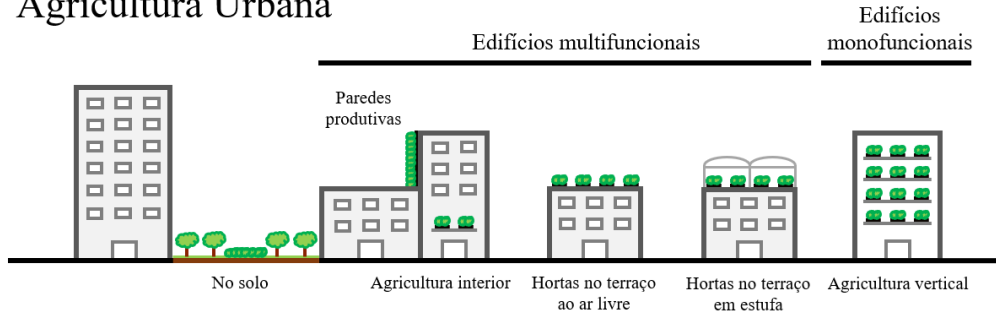 Agricultura Urbana
Edifícios multifuncionais
Edifícios
monofuncionais
Paredes
produtivas
No solo
Agricultura interior
Hortas no terraço
ao ar livre
Hortas no terraço
em estufa
Agricultura vertical